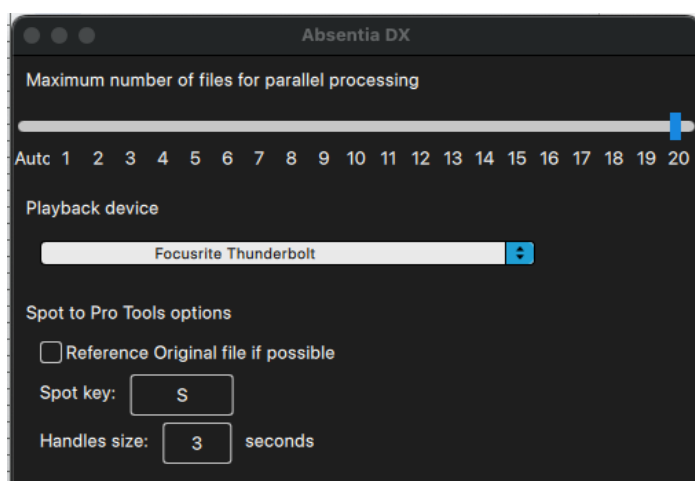 Absentia DX
Maximum number of files for parallel processing
Autc 1 2 3 4 5 6 7 8 9 10 11 12 13 14 15 16 17 18 19 20
Playback device
Focusrite Thunderbolt
Spot to Pro Tools options
Reference Original file if possible
Spot key: S
Handles size: 3 seconds